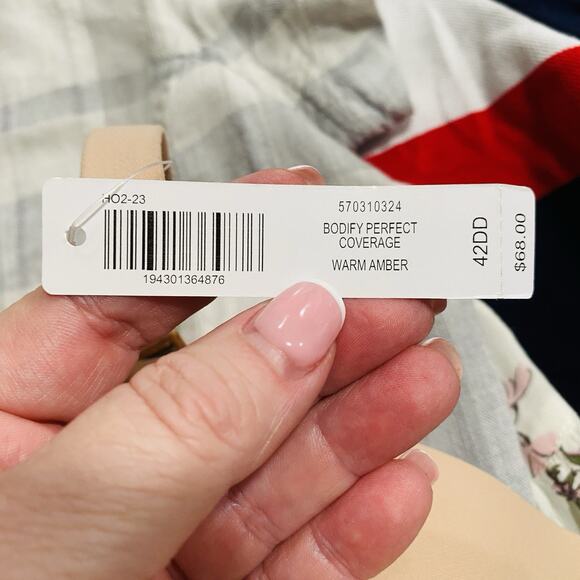 HO2-23
194301364876
570310324
BODIFY PERFECT
COVERAGE
WARM AMBER
42DD
$68.00